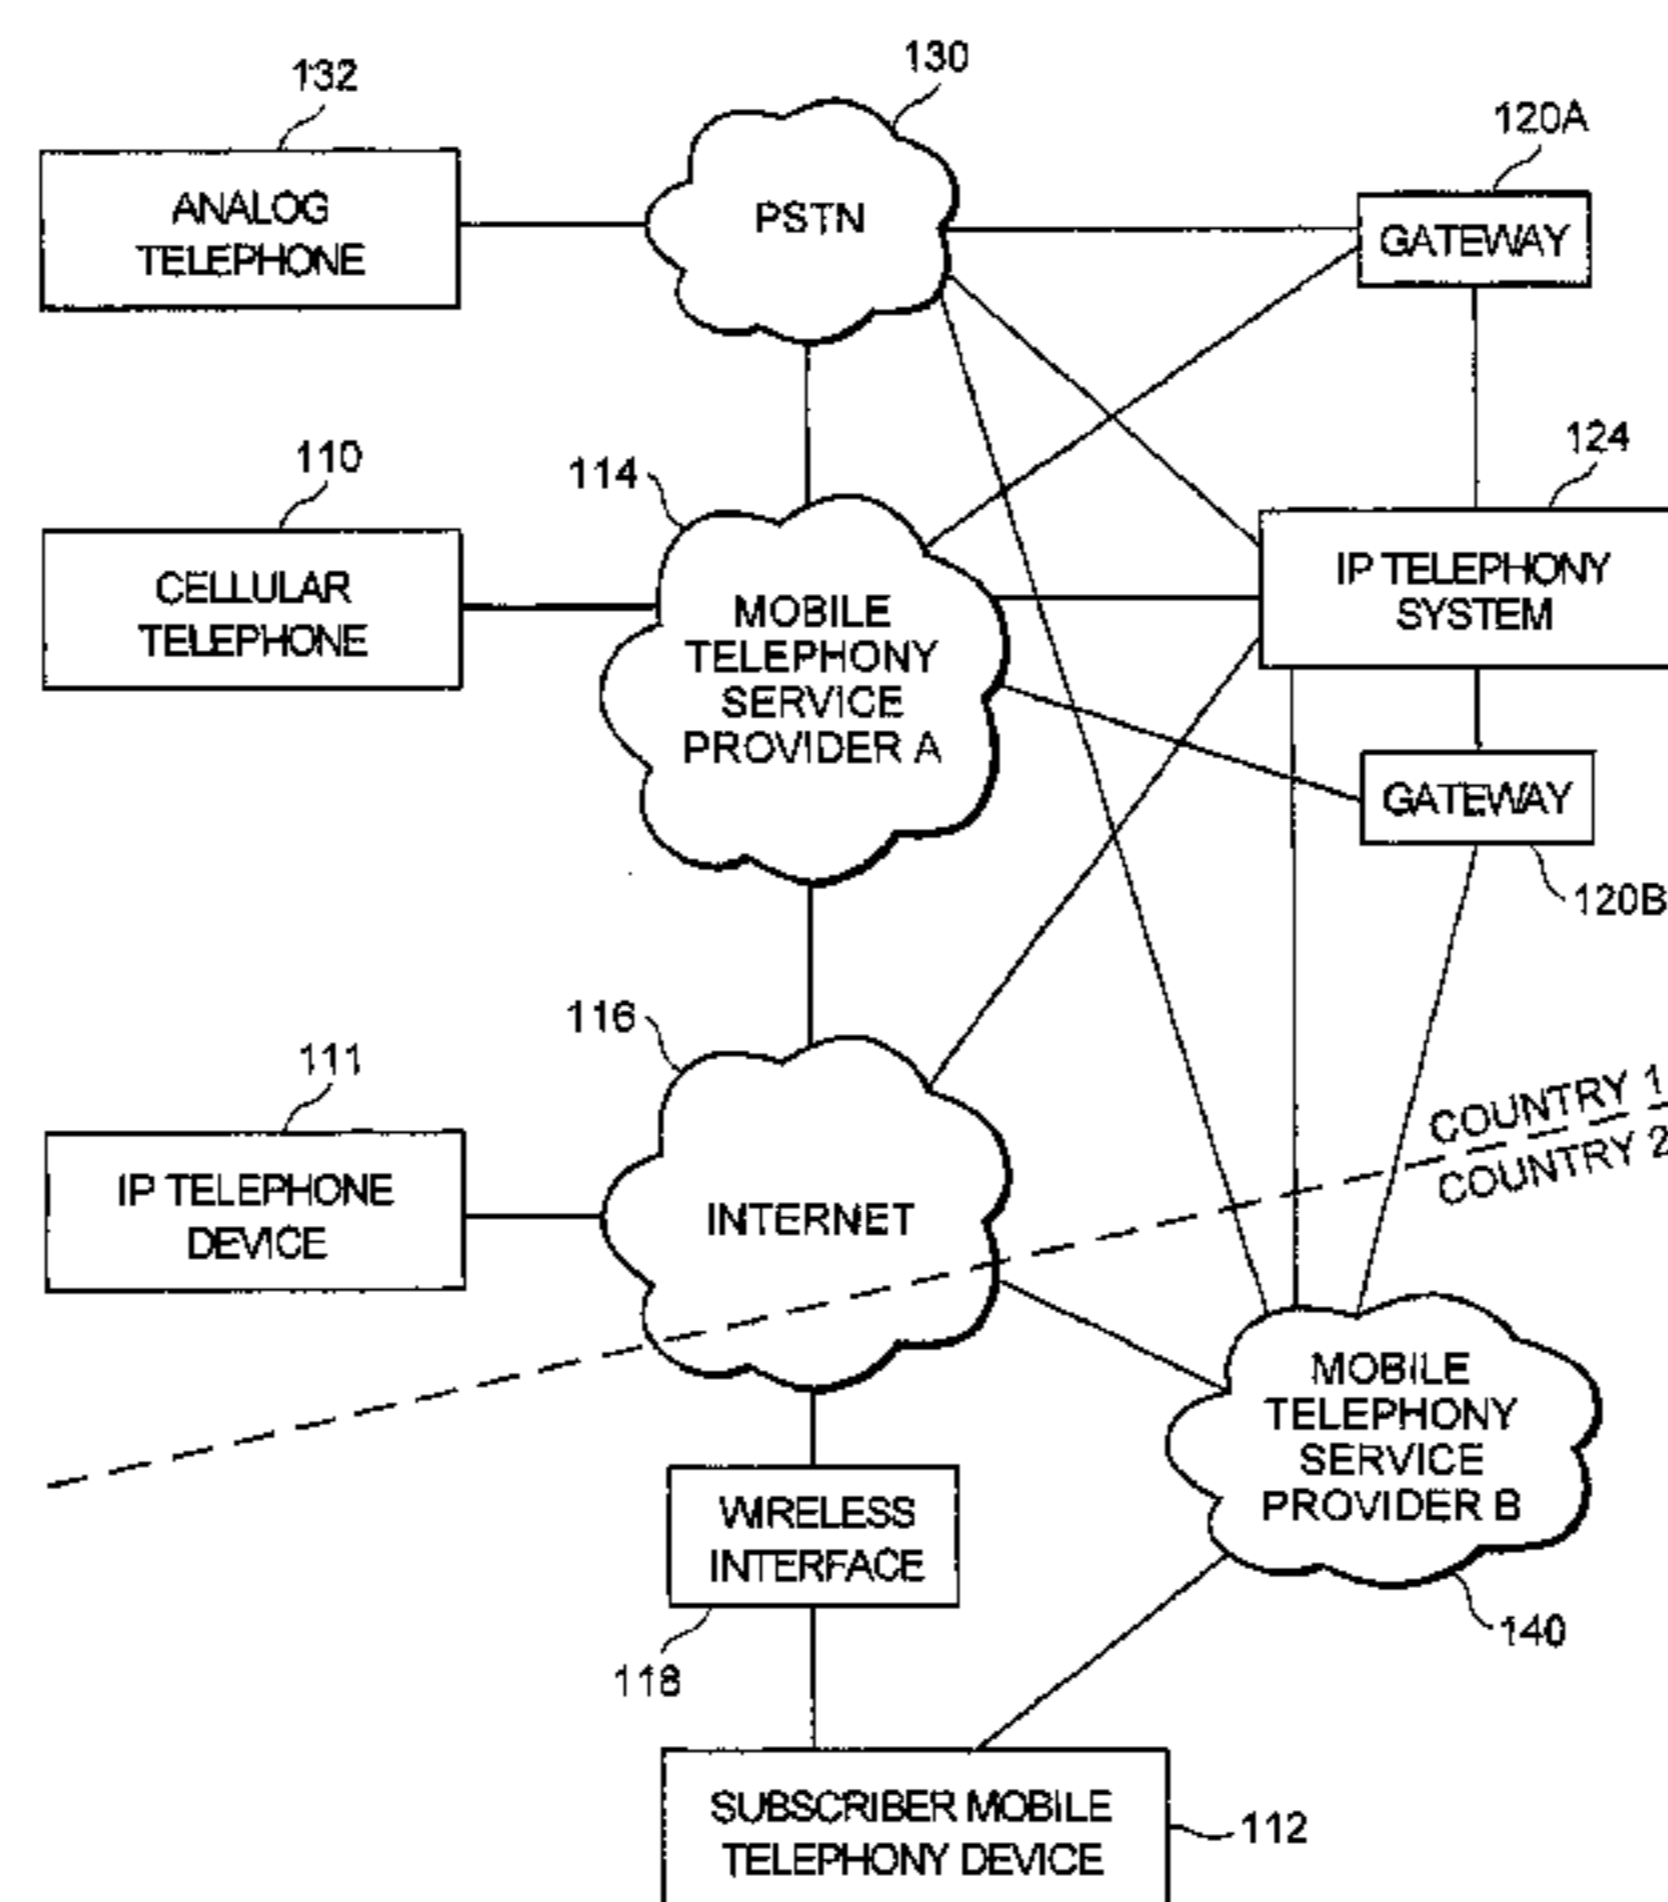 132
130
120A
ANALOG
TELEPHONE
PSTN
GATEWAY
110
114
124
CELLULAR
TELEPHONE
MOBILE
TELEPHONY
SERVICE
PROVIDER A
IP TELEPHONY
SYSTEM
GATEWAY
120B
111
116
COUNTRY 1
COUNTRY 2
IP TELEPHONE
DEVICE
INTERNET
MOBILE
TELEPHONY
SERVICE
PROVIDER B
WIRELESS
INTERFACE
118
140
SUBSCRIBER MOBILE
TELEPHONY DEVICE
112